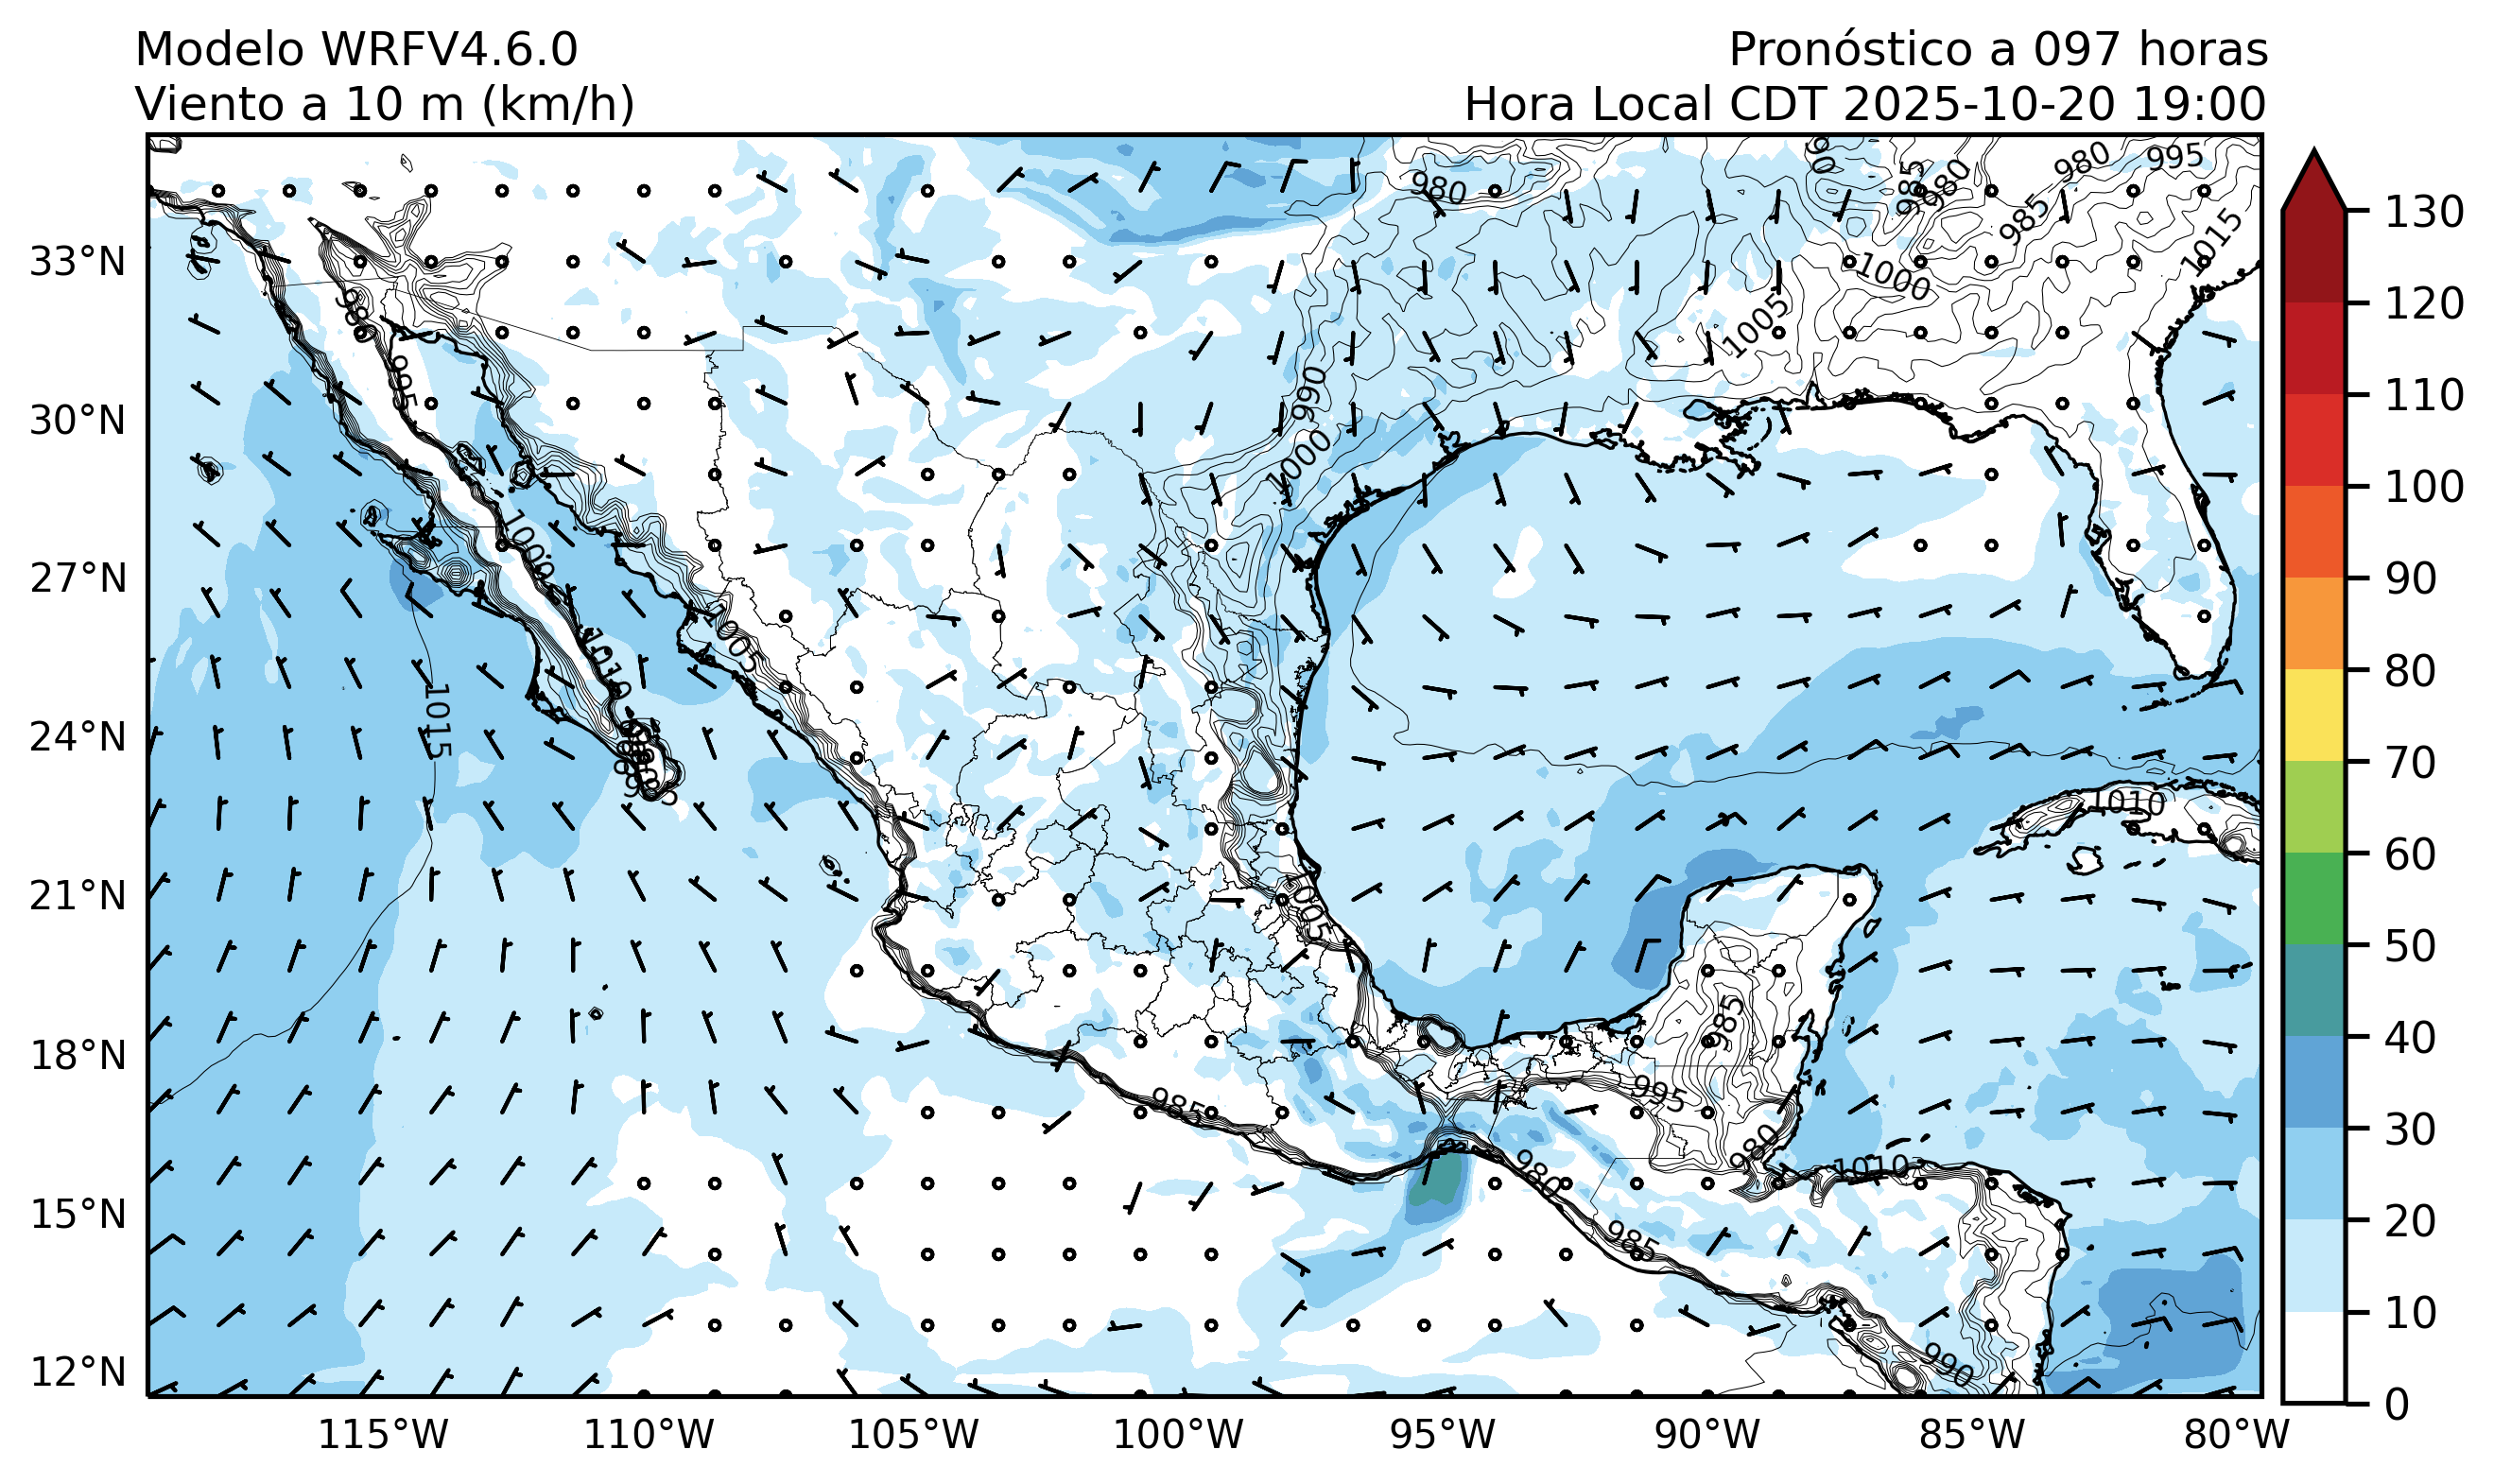 Modelo WRFV4.6.0
Pronóstico a 097 horas
Viento a 10 m (km/h)
Hora Local CDT 2025-10-20 19:00
33°N
30°N
27°N
24°N
21°N
18°N
15°N
12°N
115°W
110°W
105°W
100°W
95°W
90°W
85°W
80°W
130
120
110
100
90
80
70
60
50
40
30
20
10
0
980
985
980
980
995
985
1015
1000
1005
980
995
990
1000
1005
1010
1005
1015
1010
1005
985
995
985
980
1010
980
985
990